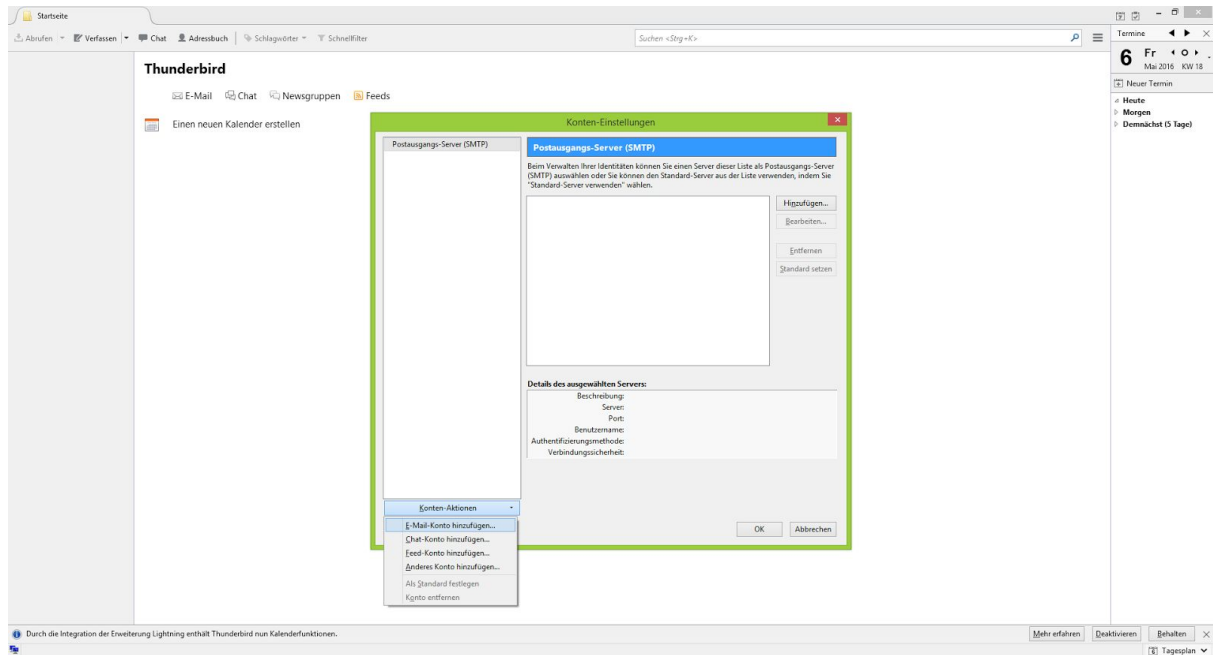 Startseite
Abrufen Verfassen Chat Adressbuch Schlagwörter Schnellfilter
Suchen <Strg+K>
Thunderbird
E-Mail Chat Newsgruppen Feeds
Einen neuen Kalender erstellen
Konten-Einstellungen
Postausgangs-Server (SMTP)
Postausgangs-Server (SMTP)
Beim Verwalten Ihrer Identitäten können Sie einen Server dieser Liste als Postausgangs-Server
(SMTP) auswählen oder Sie können den Standard-Server aus der Liste verwenden, indem Sie
"Standard-Server verwenden" wählen.
Hinzufügen...
Bearbeiten...
Entfernen
Standard setzen
Details des ausgewählten Servers:
Beschreibung:
Server:
Port:
Benutzername:
Authentifizierungsmethode:
Verbindungssicherheit:
Konten-Aktionen
E-Mail-Konto hinzufügen...
Chat-Konto hinzufügen...
Feed-Konto hinzufügen...
Anderes Konto hinzufügen...
Als Standard festlegen
Konto entfernen
OK Abbrechen
Termine
6 Fr
Mai 2016 KW 18
Neuer Termin
Heute
Morgen
Demnächst (5 Tage)
Durch die Integration der Erweiterung Lightning enthält Thunderbird nun Kalenderfunktionen.
Mehr erfahren Deaktivieren Behalten
6 Tagesplan